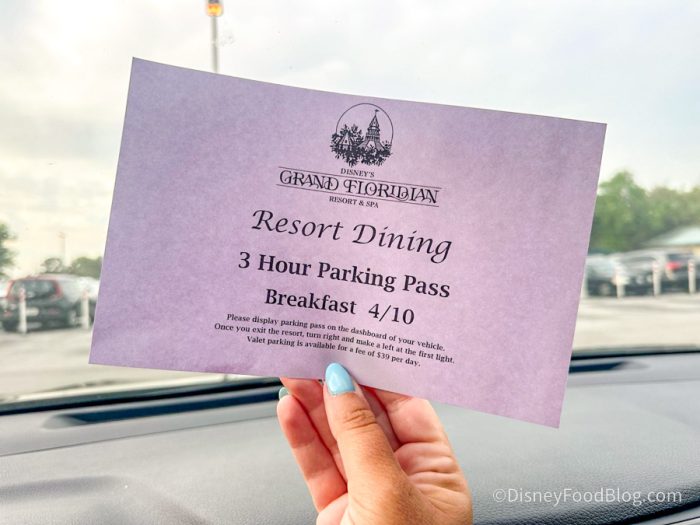 DISNEY'S
GRAND FLORIDIAN
RESORT & SPA
Resort Dining
3 Hour Parking Pass
Breakfast 4/10
Please display parking pass on the dashboard of your vehicle.
Once you exit the resort, turn right and make a left at the first light.
Valet parking is available for a fee of $39 per day.
©DisneyFoodBlog.com